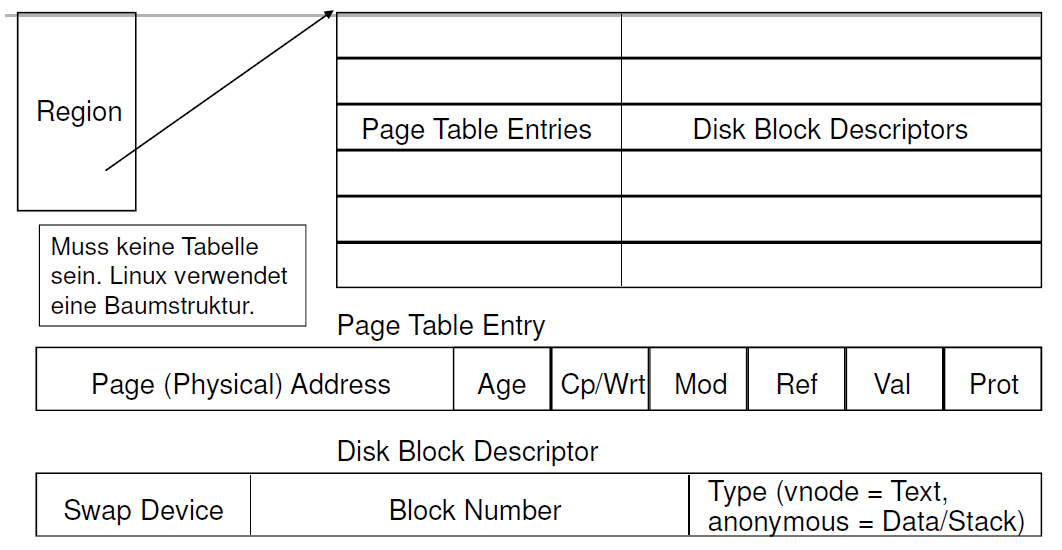 Region
Page Table Entries
Disk Block Descriptors
Muss keine Tabelle
sein. Linux verwendet
eine Baumstruktur.
Page Table Entry
Page (Physical) Address
Age
Cp/Wrt
Mod
Ref
Val
Prot
Disk Block Descriptor
Swap Device
Block Number
Type (vnode = Text,
anonymous = Data/Stack)